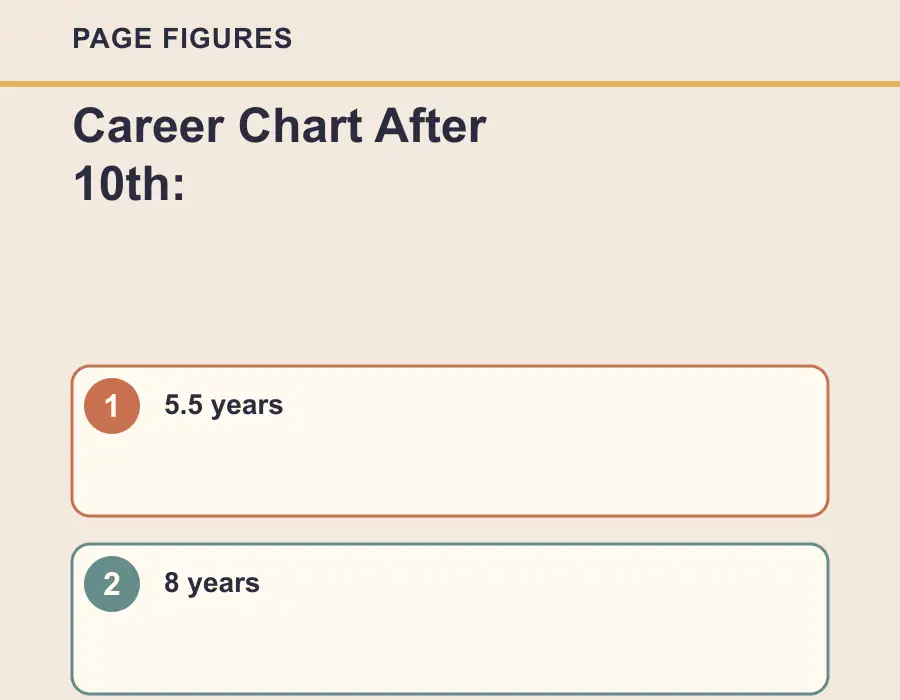 PAGE FIGURES
Career Chart After
10th:
1
5.5 years
2
8 years